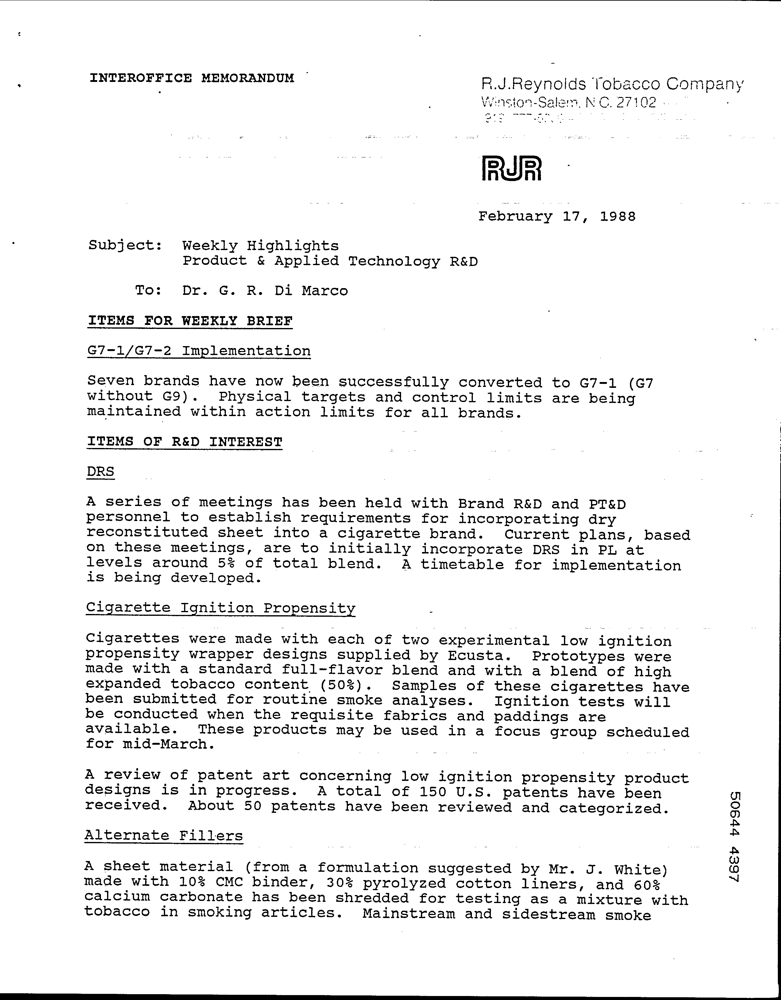 INTEROFFICE MEMORANDUM
R.J.Reynolds Tobacco Company
Winston-Salem, N.C. 27102
RJR
February 17, 1988
Subject: Weekly Highlights
Product & Applied Technology R&D
To: Dr. G. R. Di Marco
ITEMS FOR WEEKLY BRIEF
G7-1/G7-2 Implementation
Seven brands have now been successfully converted to G7-1 (G7
without G9). Physical targets and control limits are being
maintained within action limits for all brands.
ITEMS OF R&D INTEREST
DRS
A series of meetings has been held with Brand R&D and PT&D
personnel to establish requirements for incorporating dry
reconstituted sheet into a cigarette brand. Current plans, based
on these meetings, are to initially incorporate DRS in PL at
levels around 5% of total blend. A timetable for implementation
is being developed.
Cigarette Ignition Propensity
Cigarettes were made with each of two experimental low ignition
propensity wrapper designs supplied by Ecusta. Prototypes were
made with a standard full-flavor blend and with a blend of high
expanded tobacco content (50%). Samples of these cigarettes have
been submitted for routine smoke analyses. Ignition tests will
be conducted when the requisite fabrics and paddings are
available. These products may be used in a focus group scheduled
for mid-March.
A review of patent art concerning low ignition propensity product
designs is in progress. A total of 150 U.S. patents have been
received. About 50 patents have been reviewed and categorized.
Alternate Fillers
A sheet material (from a formulation suggested by Mr. J. White)
made with 10% CMC binder, 30% pyrolyzed cotton liners, and 60%
calcium carbonate has been shredded for testing as a mixture with
tobacco in smoking articles. Mainstream and sidestream smoke
50644 4397